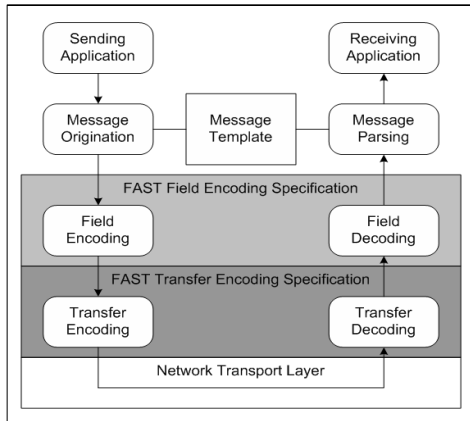 Sending
Application
Receiving
Application
Message
Origination
Message
Template
Message
Parsing
FAST Field Encoding Specification
Field
Encoding
Field
Decoding
FAST Transfer Encoding Specification
Transfer
Encoding
Transfer
Decoding
Network Transport Layer